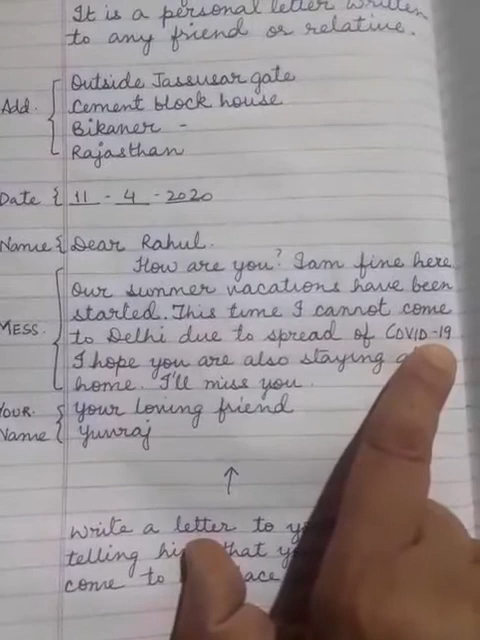 It is a personal letter written
to any friend or relative.
Add. { Outside Jassusar gate
Cement block house
Bikaner -
Rajasthan
Date { 11 - 4 - 2020
Name { Dear Rahul.
How are you? I am fine here
MESS. { Our summer vacations have been
started. This time I cannot come
to Delhi due to spread of COVID-19
I hope you are also staying
home. I'll miss you.
YOUR Name { Your loving friend
Yuvraj
↑
Write a letter to
telling him that
come to